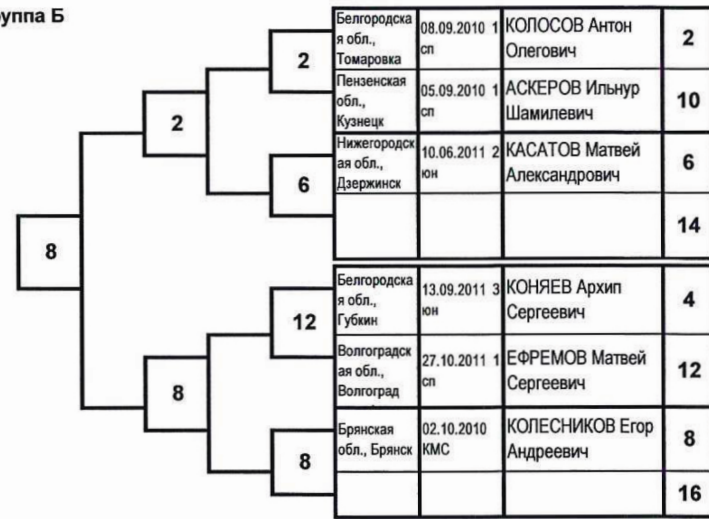 уппа Б
Белгородска
я обл.,
Томаровка
08.09.2010 1
сп
КОЛОСОВ Антон
Олегович
2
2
Пензенская
обл.,
Кузнецк
05.09.2010 1
сп
АСКЕРОВ Ильнур
Шамилевич
10
2
Нижегородск
ая обл.,
Дзержинск
10.06.2011 2
юн
КАСАТОВ Матвей
Александрович
6
6
14
8
Белгородска
я обл.,
Губкин
13.09.2011 3
юн
КОНЯЕВ Архип
Сергеевич
4
12
Волгоградск
ая обл.,
Волгоград
27.10.2011 1
сп
ЕФРЕМОВ Матвей
Сергеевич
12
8
Брянская
обл., Брянск
02.10.2010
КМС
КОЛЕСНИКОВ Егор
Андреевич
8
8
16